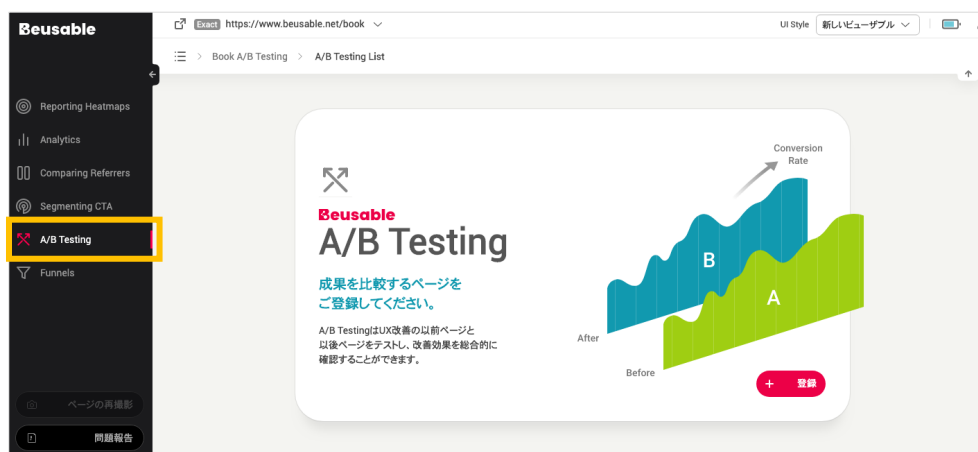 Beusable
Exact https://www.beusable.net/book
UI Style 新しいビューザブル
Book A/B Testing > A/B Testing List
Reporting Heatmaps
Analytics
Comparing Referrers
Segmenting CTA
A/B Testing
Funnels
ページの再撮影
問題報告
Beusable
A/B Testing
成果を比較するページを
ご登録してください。
A/B TestingはUX改善の以前ページと
以後ページをテストし、改善効果を総合的に
確認することができます。
Conversion
Rate
B
A
After
Before
+ 登録